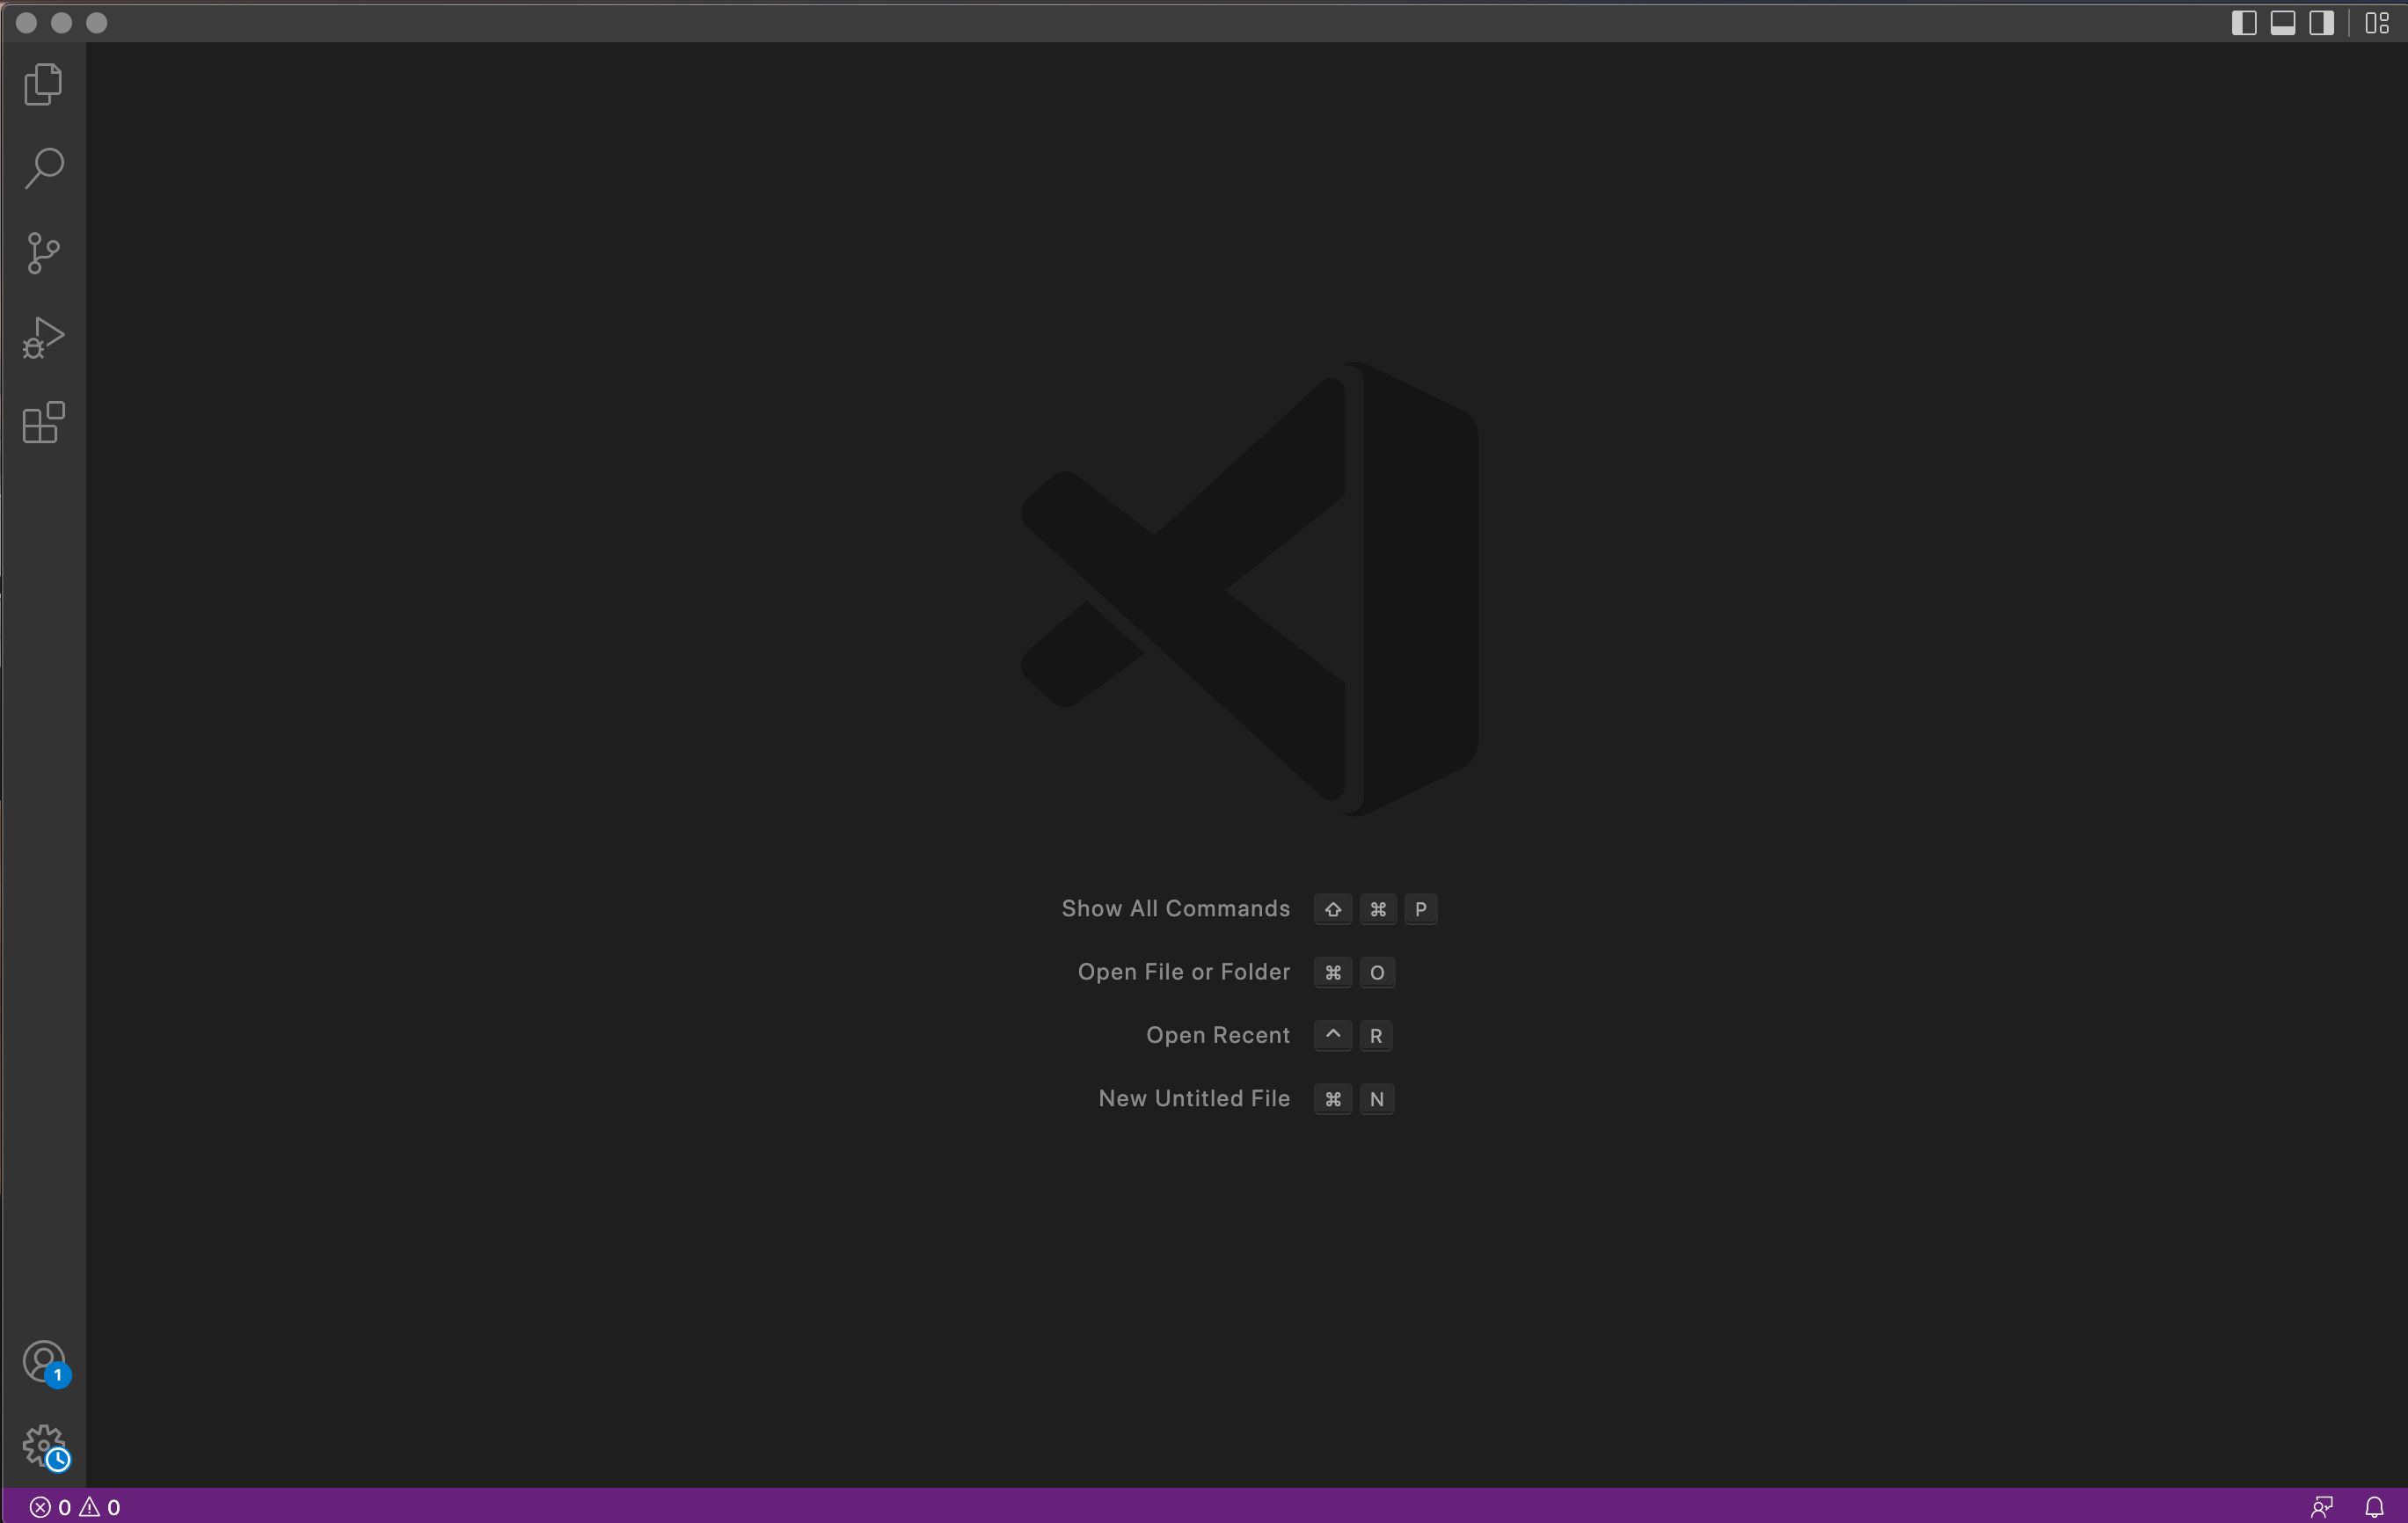 Show All Commands ⇧ ⌘ P
Open File or Folder ⌘ O
Open Recent ^ R
New Untitled File ⌘ N
1
0 0